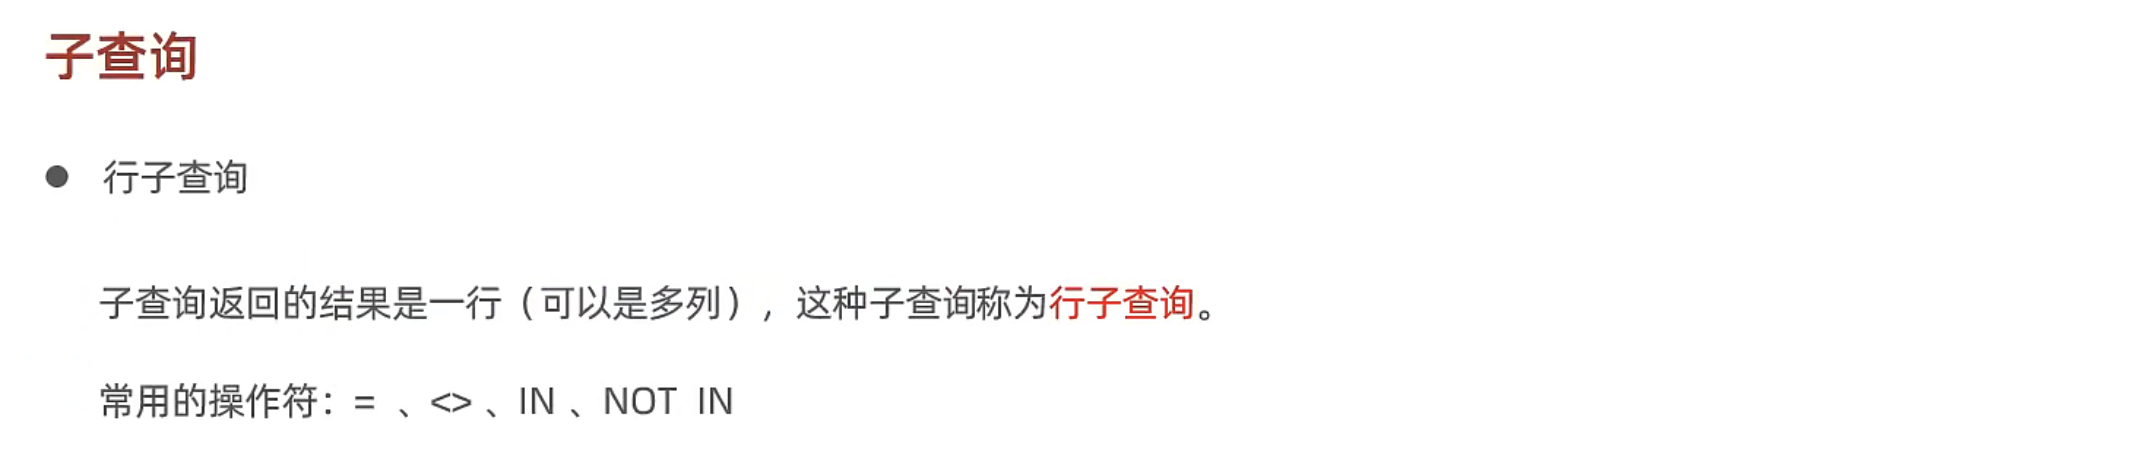 子查询
● 行子查询
子查询返回的结果是一行（可以是多列），这种子查询称为行子查询。
常用的操作符：= 、<> 、IN 、NOT IN